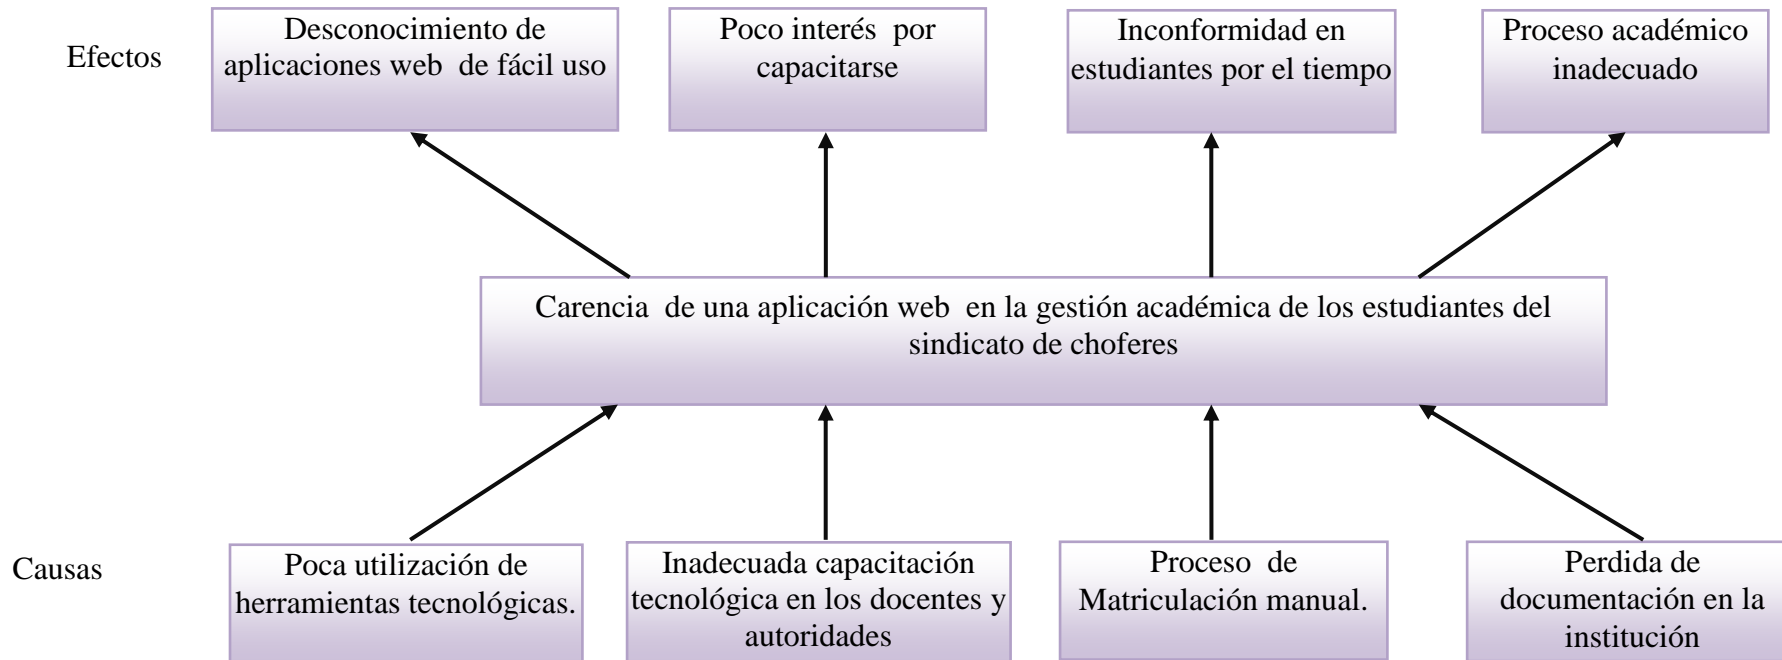 Efectos
Desconocimiento de
aplicaciones web de fácil uso
Poco interés por
capacitarse
Inconformidad en
estudiantes por el tiempo
Proceso académico
inadecuado
Carencia de una aplicación web en la gestión académica de los estudiantes del
sindicato de choferes
Causas
Poca utilización de
herramientas tecnológicas.
Inadecuada capacitación
tecnológica en los docentes y
autoridades
Proceso de
Matriculación manual.
Perdida de
documentación en la
institución